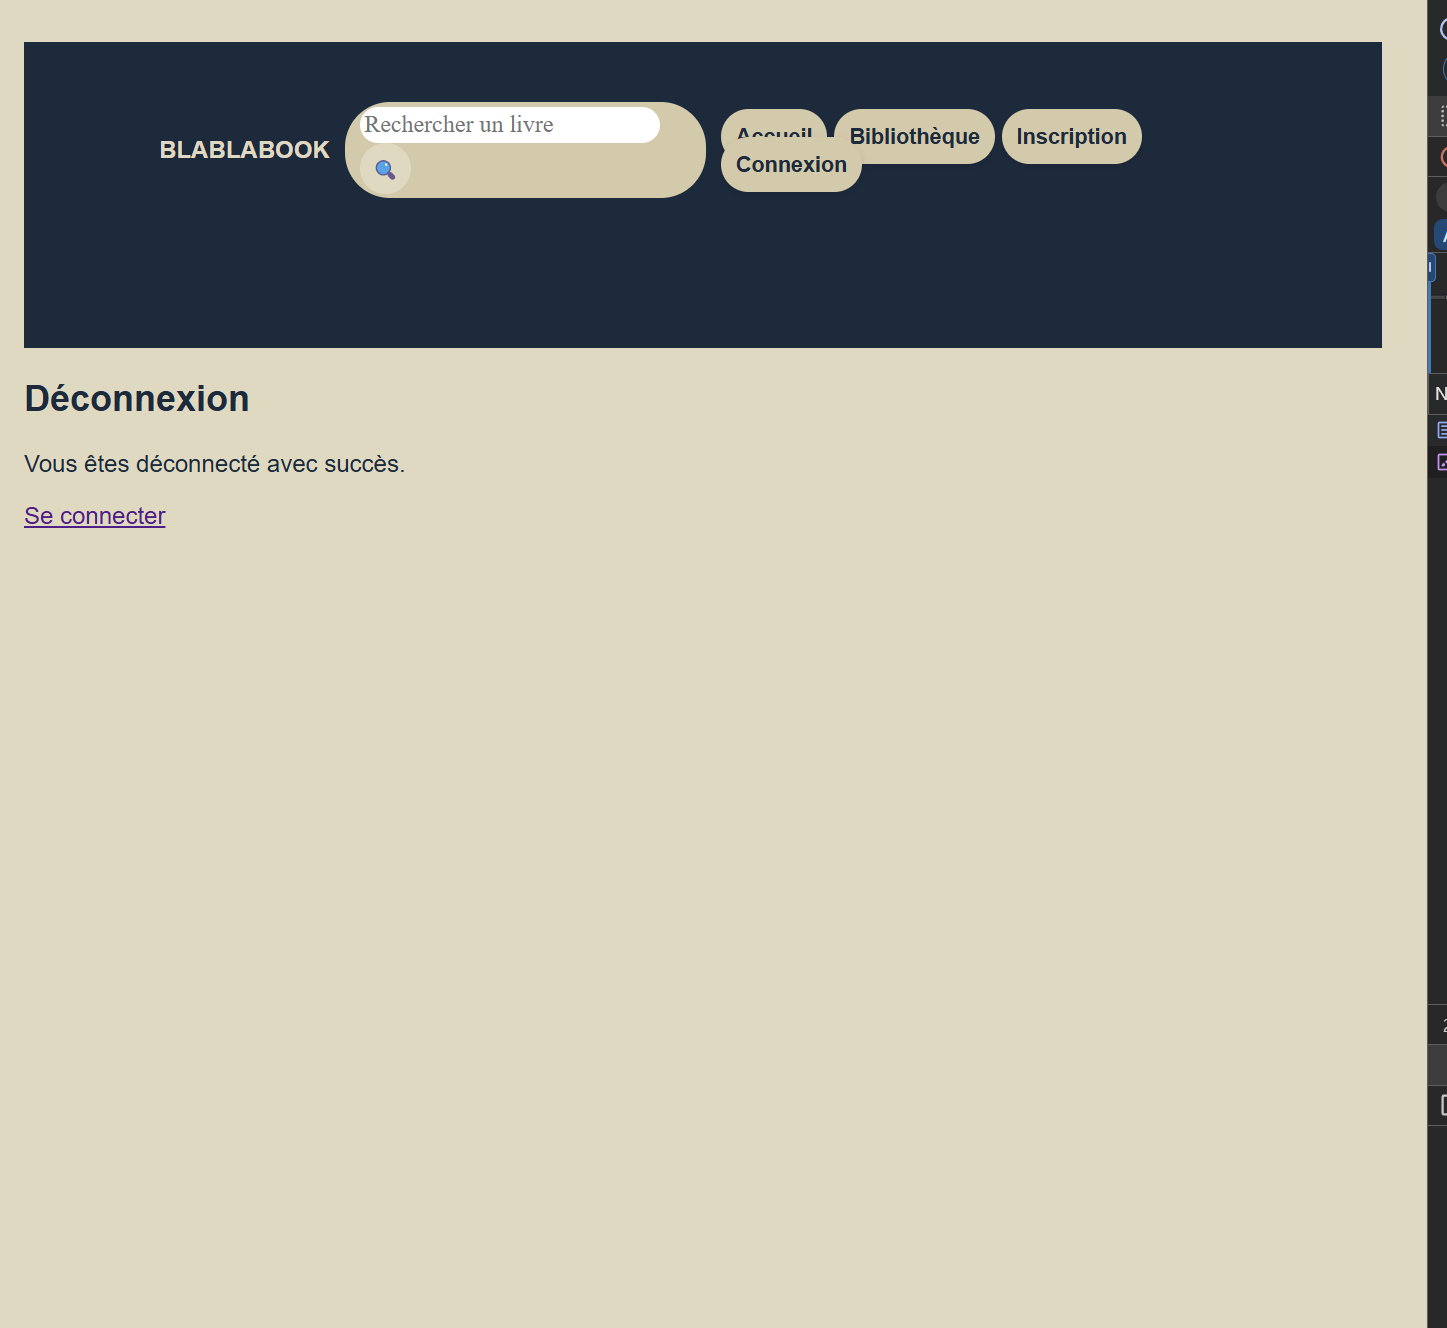 BLABLABOOK
Rechercher un livre
Accueil Bibliothèque Inscription
Connexion
Déconnexion
Vous êtes déconnecté avec succès.
Se connecter